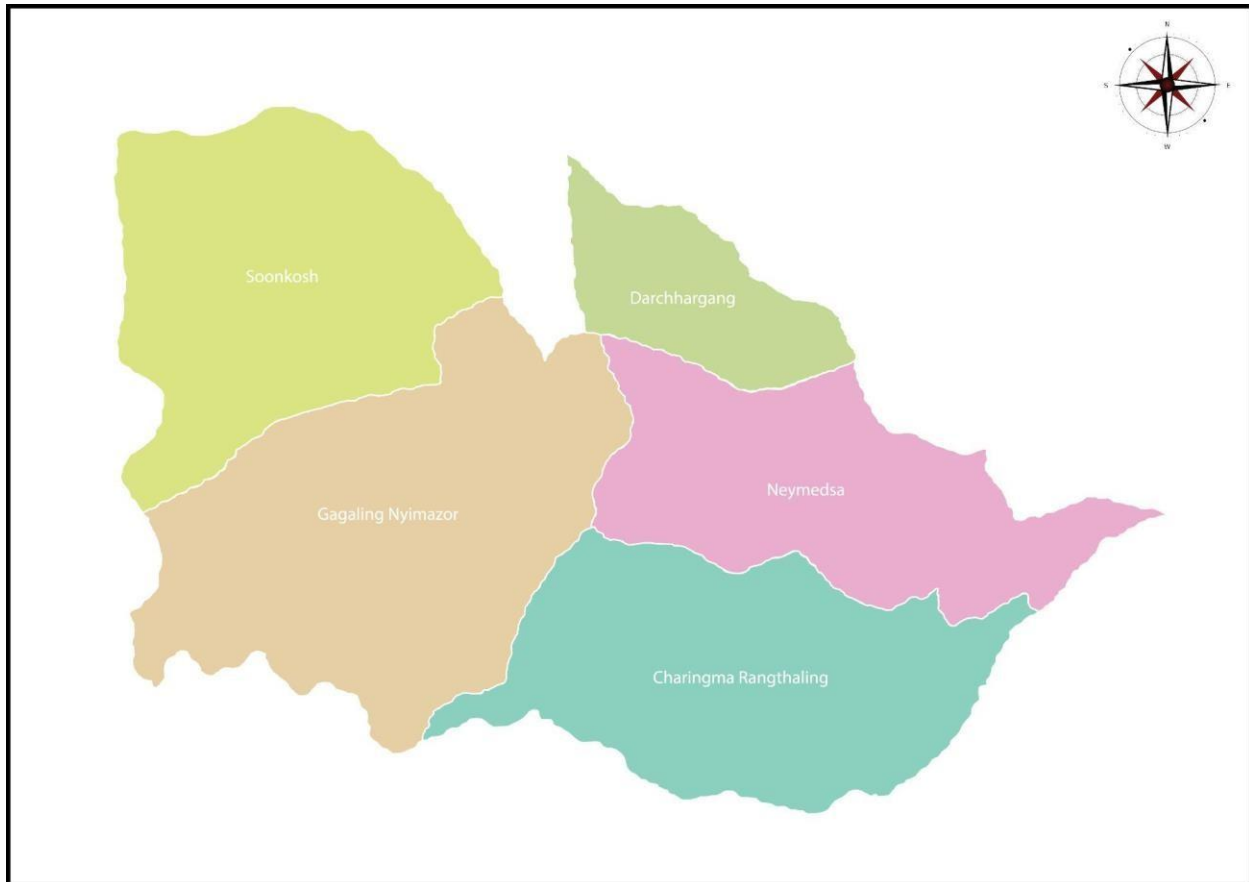 N
S
E
W
Soonkosh
Darchhargang
Neymedsa
Gagaling Nyimazor
Charingma Rangthaling